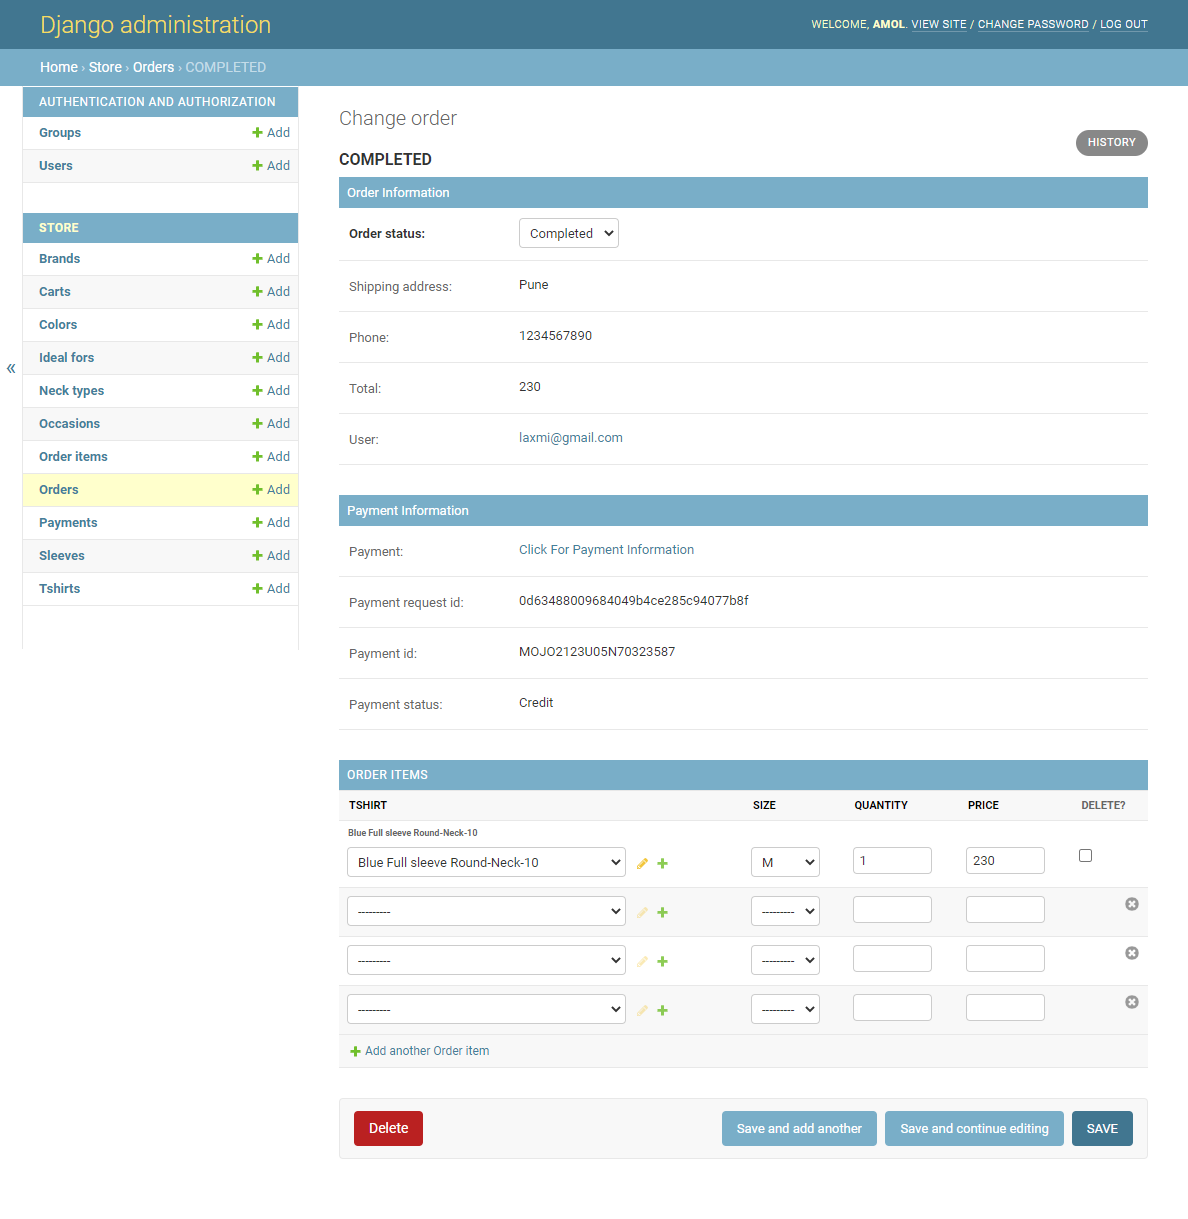 Django administration
WELCOME, AMOL. VIEW SITE / CHANGE PASSWORD / LOG OUT
Home › Store › Orders › COMPLETED
AUTHENTICATION AND AUTHORIZATION
Groups Add
Users Add
STORE
Brands Add
Carts Add
Colors Add
Ideal fors Add
Neck types Add
Occasions Add
Order items Add
Orders Add
Payments Add
Sleeves Add
Tshirts Add
«
Change order
HISTORY
COMPLETED
Order Information
Order status: Completed
Shipping address: Pune
Phone: 1234567890
Total: 230
User: laxmi@gmail.com
Payment Information
Payment: Click For Payment Information
Payment request id: 0d63488009684049b4ce285c94077b8f
Payment id: MOJO2123U05N70323587
Payment status: Credit
ORDER ITEMS
TSHIRT SIZE QUANTITY PRICE DELETE?
Blue Full sleeve Round-Neck-10
Blue Full sleeve Round-Neck-10 M 1 230
--------- ---------
--------- ---------
--------- ---------
Add another Order item
Delete Save and add another Save and continue editing SAVE